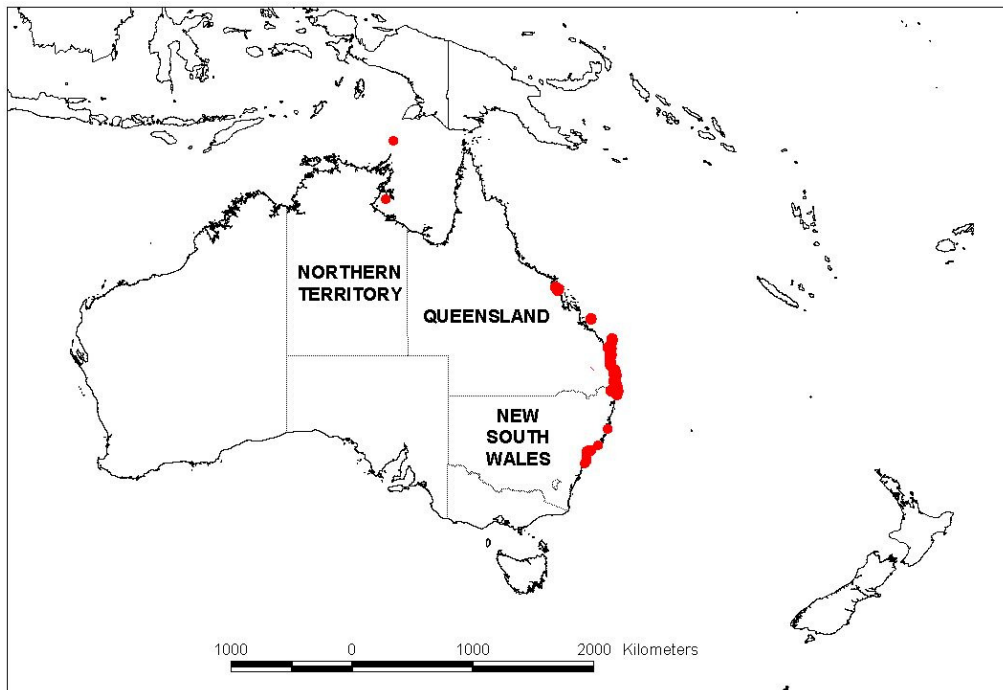 NORTHERN
TERRITORY
QUEENSLAND
NEW
SOUTH
WALES
1000 0 1000 2000 Kilometers